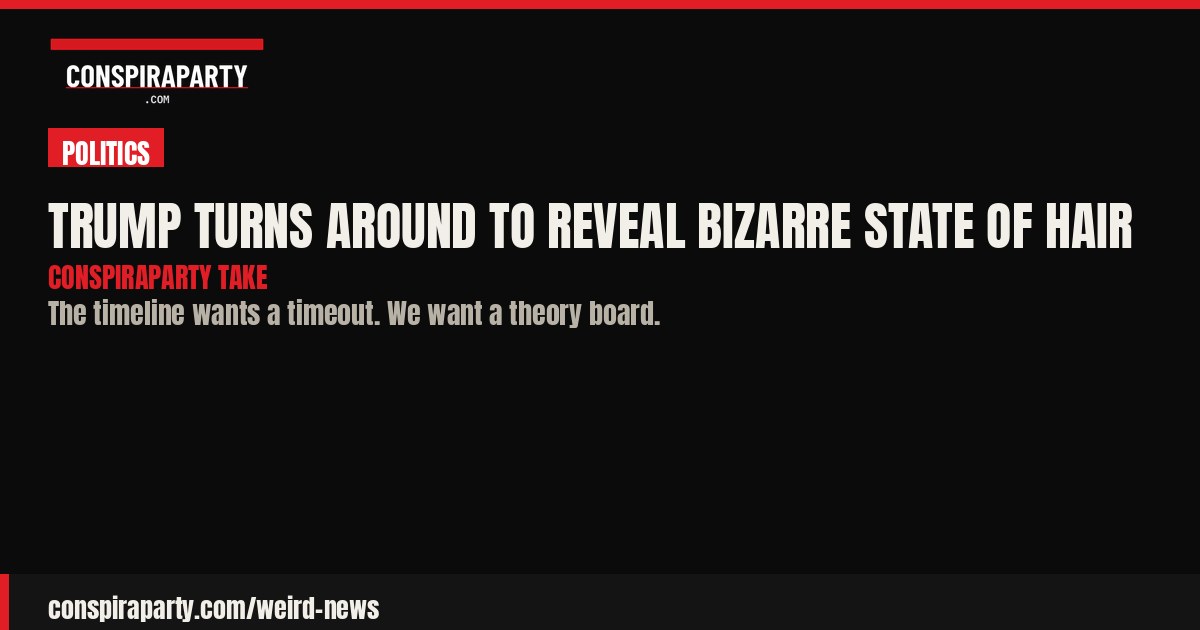 CONSPIRAPARTY
.COM
POLITICS
TRUMP TURNS AROUND TO REVEAL BIZARRE STATE OF HAIR
CONSPIRAPARTY TAKE
The timeline wants a timeout. We want a theory board.
conspiraparty.com/weird-news